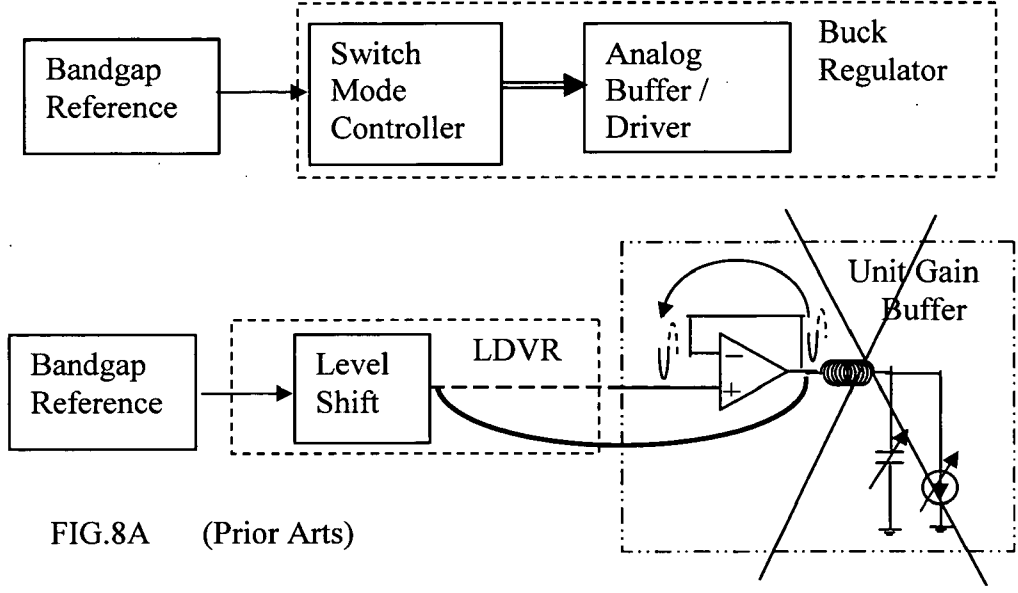 Bandgap
Reference
Switch
Mode
Controller
Analog
Buffer /
Driver
Buck
Regulator
Bandgap
Reference
Level
Shift
LDVR
Unit Gain
Buffer
−
+
FIG.8A (Prior Arts)